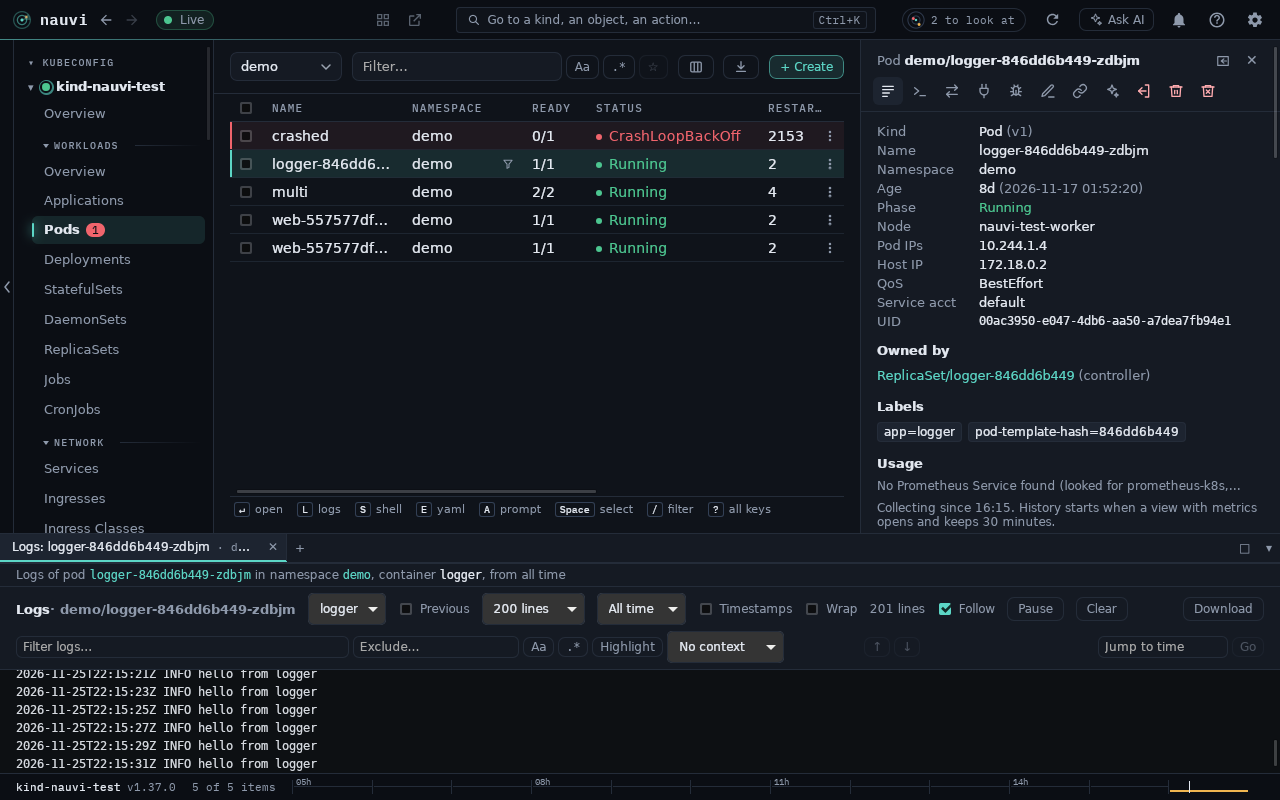 nauvi Live Go to a kind, an object, an action... Ctrl+K 2 to look at Ask AI
KUBECONFIG
kind-nauvi-test
Overview
WORKLOADS
Overview
Applications
Pods 1
Deployments
StatefulSets
DaemonSets
ReplicaSets
Jobs
CronJobs
NETWORK
Services
Ingresses
Ingress Classes
demo Filter... Aa .* + Create
NAME NAMESPACE READY STATUS RESTAR...
crashed demo 0/1 CrashLoopBackOff 2153
logger-846dd6... demo 1/1 Running 2
multi demo 2/2 Running 4
web-557577df... demo 1/1 Running 2
web-557577df... demo 1/1 Running 2
↵ open L logs S shell E yaml A prompt Space select / filter ? all keys
Pod demo/logger-846dd6b449-zdbjm
Kind Pod (v1)
Name logger-846dd6b449-zdbjm
Namespace demo
Age 8d (2026-11-17 01:52:20)
Phase Running
Node nauvi-test-worker
Pod IPs 10.244.1.4
Host IP 172.18.0.2
QoS BestEffort
Service acct default
UID 00ac3950-e047-4db6-aa50-a7dea7fb94e1
Owned by
ReplicaSet/logger-846dd6b449 (controller)
Labels
app=logger pod-template-hash=846dd6b449
Usage
No Prometheus Service found (looked for prometheus-k8s,...
Collecting since 16:15. History starts when a view with metrics
opens and keeps 30 minutes.
Logs: logger-846dd6b449-zdbjm · d... × +
Logs of pod logger-846dd6b449-zdbjm in namespace demo, container logger, from all time
Logs · demo/logger-846dd6b449-zdbjm logger Previous 200 lines All time Timestamps Wrap 201 lines Follow Pause Clear Download
Filter logs... Exclude... Aa .* Highlight No context ↑ ↓ Jump to time Go
2026-11-25T22:15:21Z INFO hello from logger
2026-11-25T22:15:23Z INFO hello from logger
2026-11-25T22:15:25Z INFO hello from logger
2026-11-25T22:15:27Z INFO hello from logger
2026-11-25T22:15:29Z INFO hello from logger
2026-11-25T22:15:31Z INFO hello from logger
kind-nauvi-test v1.37.0 5 of 5 items 05h 08h 11h 14h